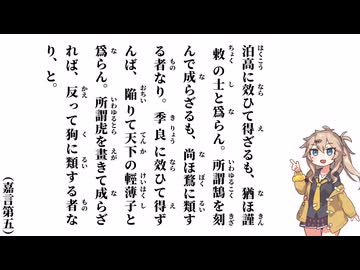 泊高に效ひて得ざるも、猶ほ謹
敕の士と爲らん。所謂鵠を刻
んで成らざるも、尚ほ鶩に類す
る者なり。季良に效ひて得ず
んば、陥りて天下の輕薄子と
爲らん。所謂虎を畫きて成らざ
れば、反って狗に類する者な
り、と。
（嘉言第五）